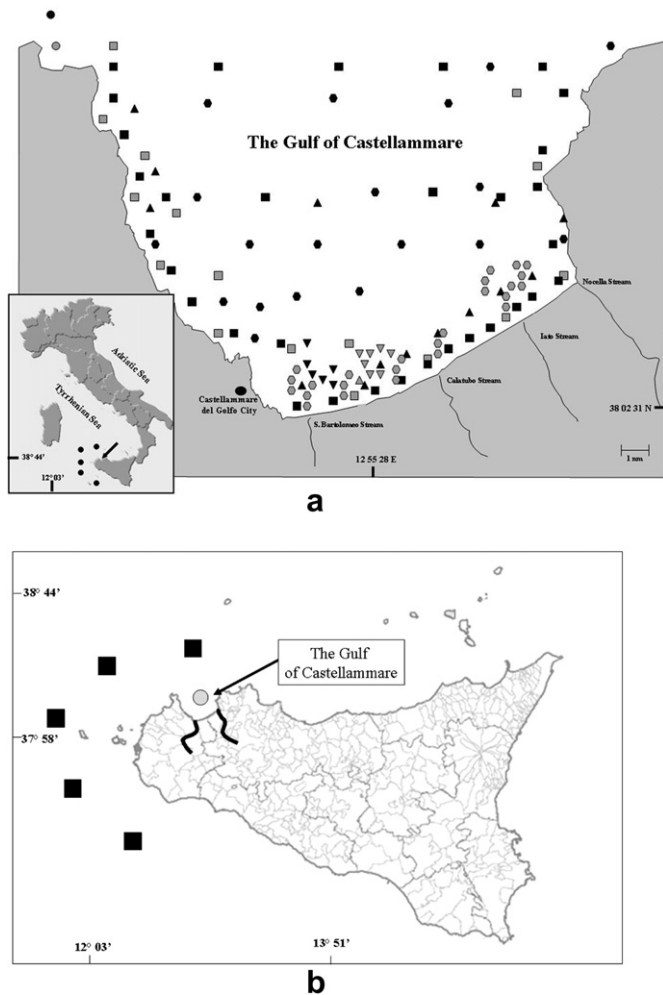 The Gulf of Castellammare
Nocella Stream
Iato Stream
Adriatic Sea
Tyrrhenian Sea
Castellammare
del Golfo City
Calatubo Stream
38 02 31 N
S. Bartolomeo Stream
1 nm
38° 44'
12° 03'
12 55 28 E
a
38° 44'
The Gulf
of Castellammare
37° 58'
12° 03'
13° 51'
b